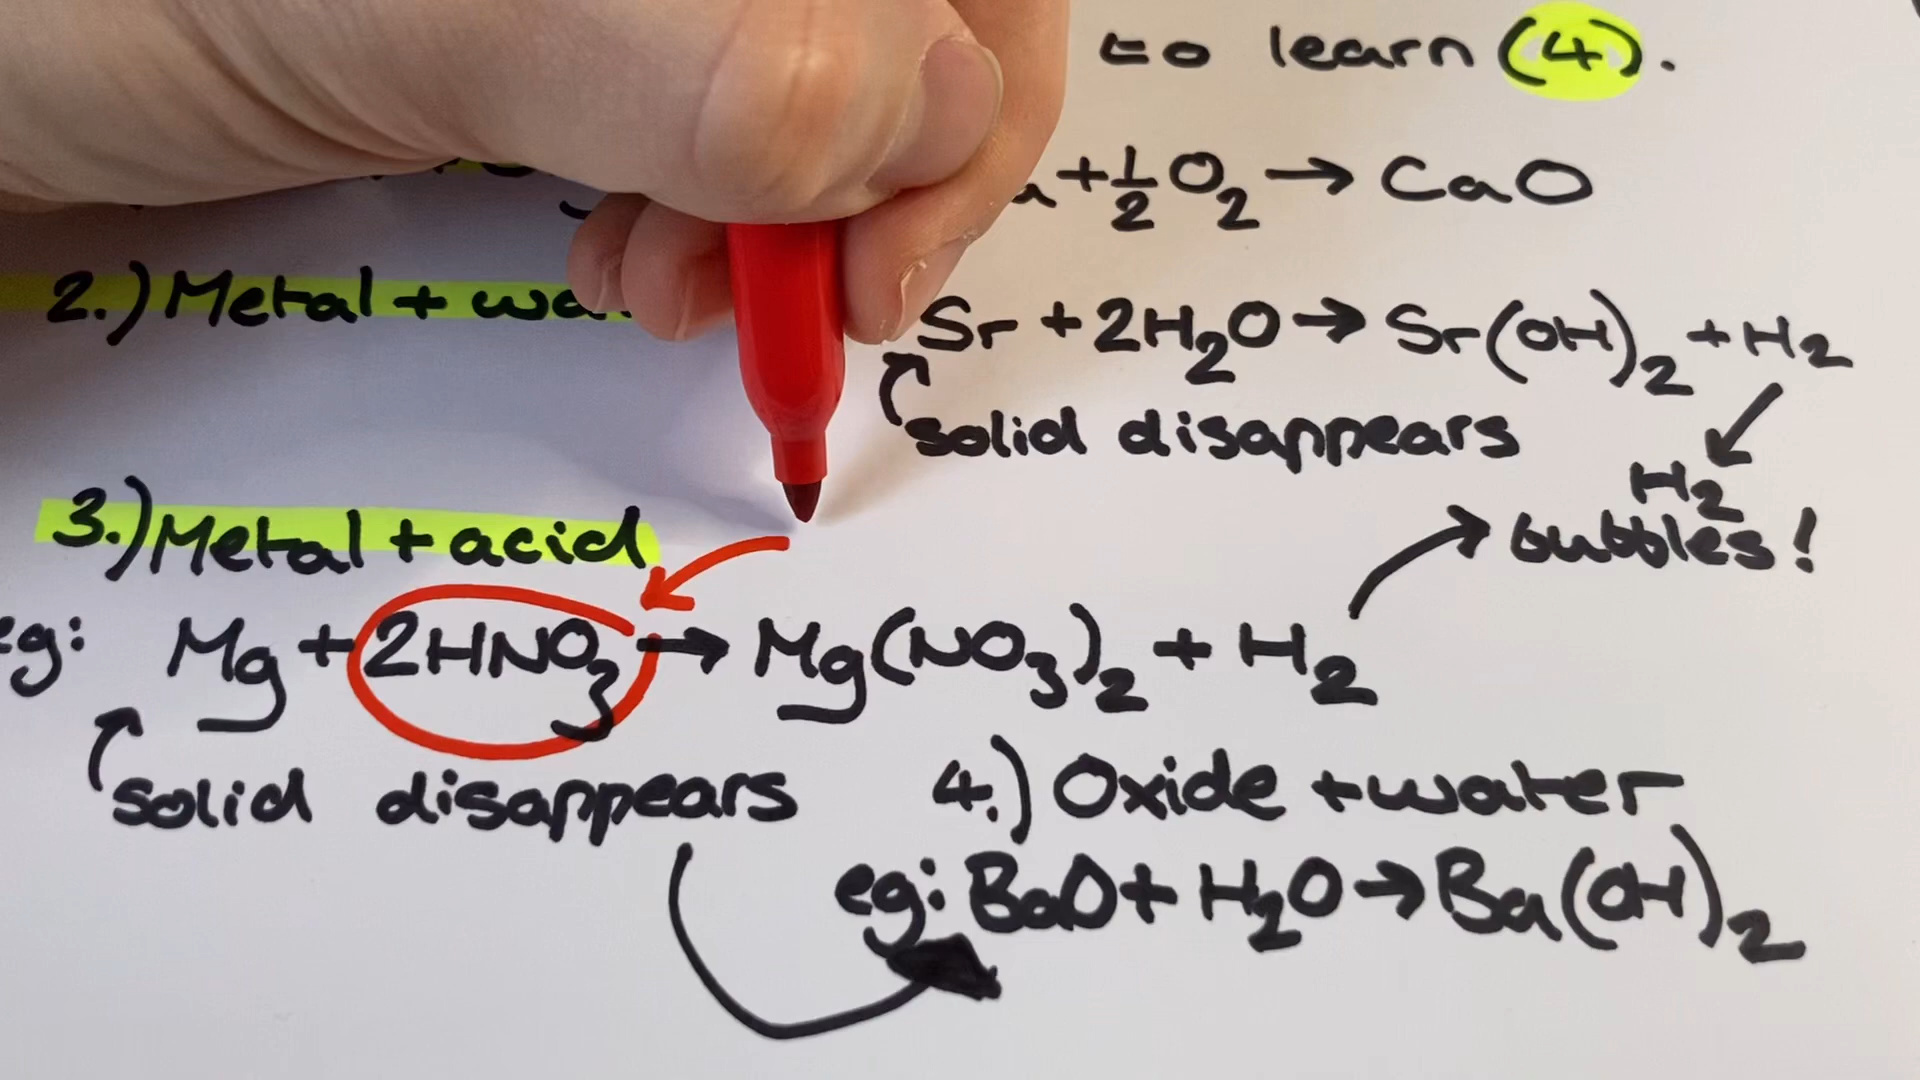 to learn (4).
+ 1/2 O₂ → CaO
2.) Metal +
Sr + 2H₂O → Sr(OH)₂ + H₂
solid disappears
H₂
bubbles!
3.) Metal + acid
eg: Mg + 2HNO₃ → Mg(NO₃)₂ + H₂
solid disappears
4.) Oxide + water
eg: BaO + H₂O → Ba(OH)₂